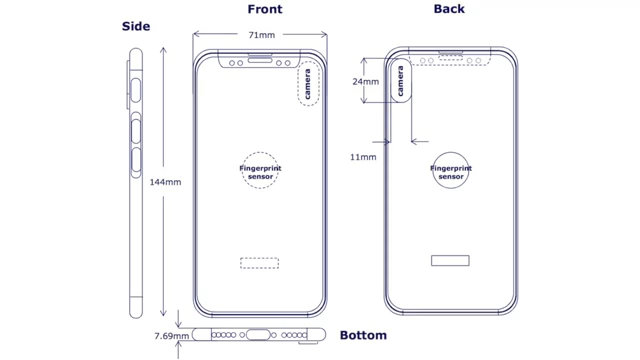 Front
Back
Side
71mm
camera
camera
24mm
11mm
Fingerprint
sensor
Fingerprint
sensor
144mm
7.69mm
Bottom